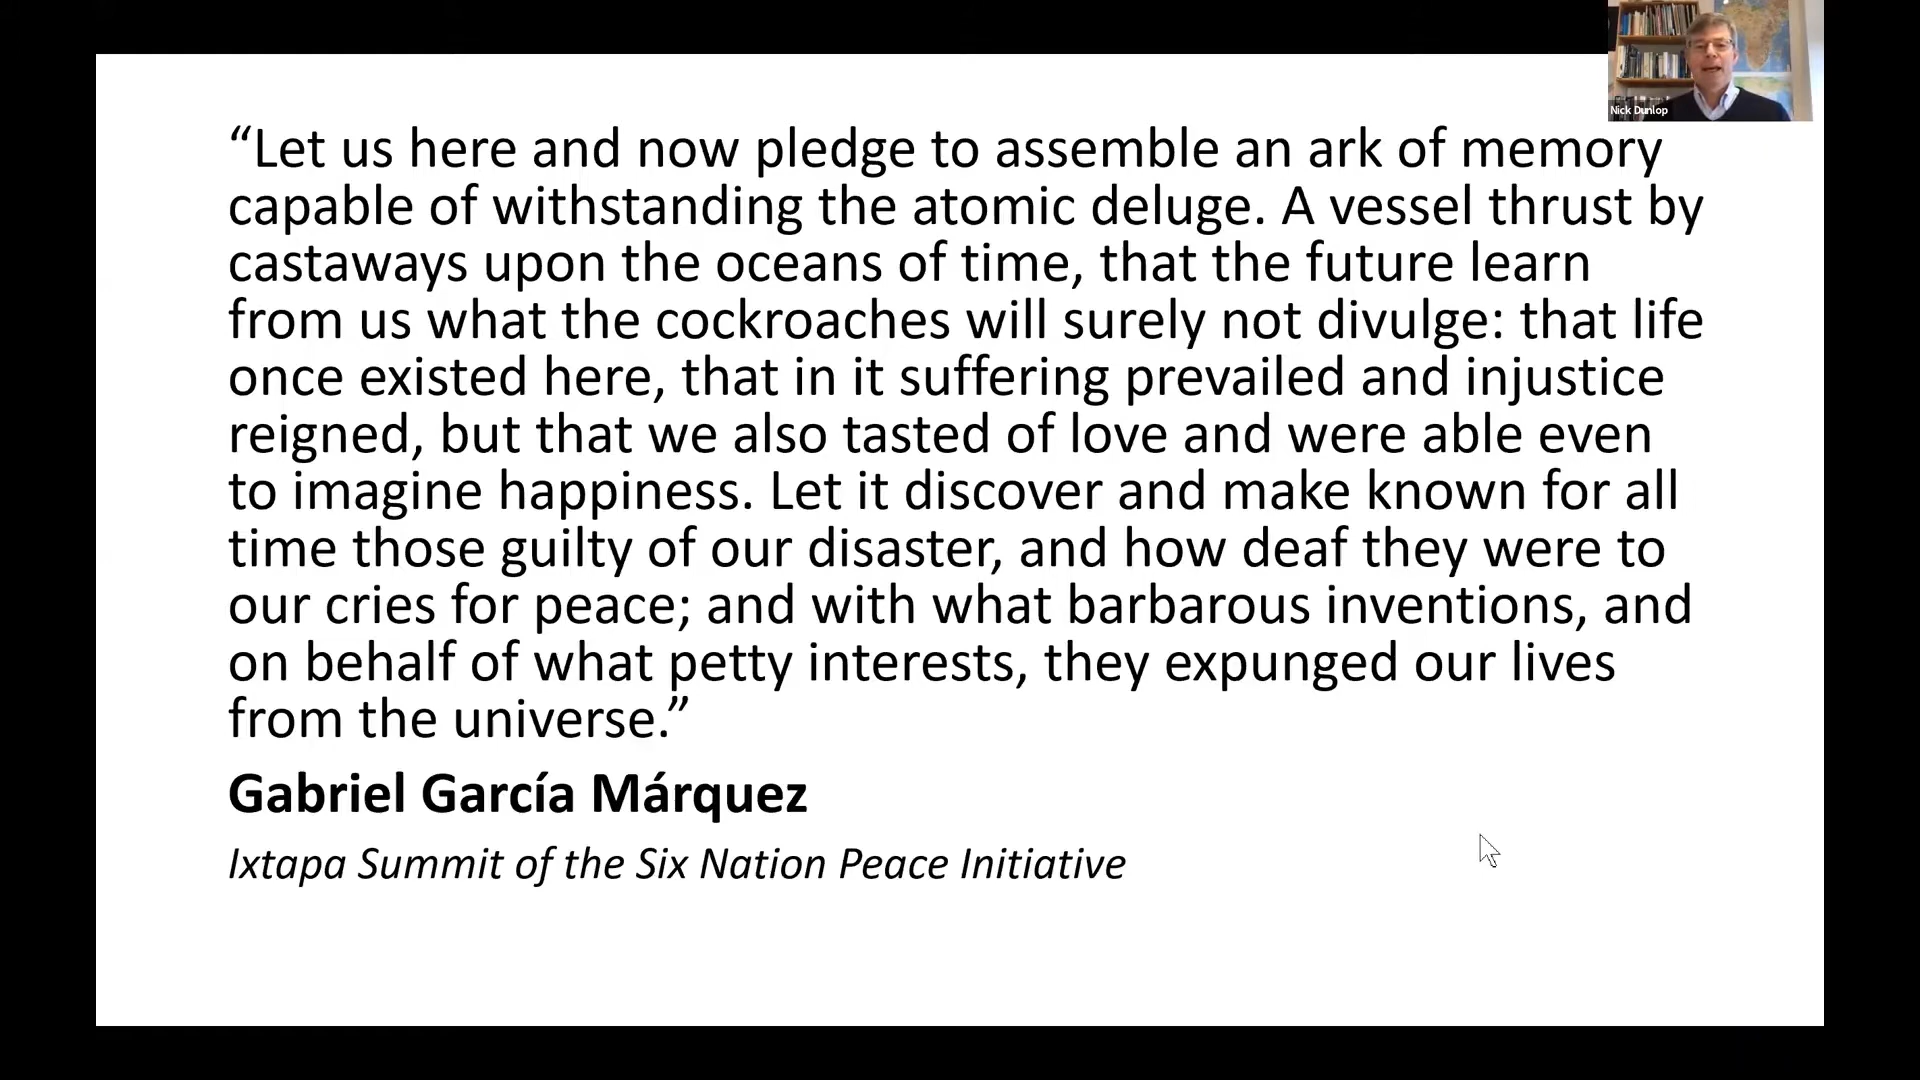 Nick Dunlop
“Let us here and now pledge to assemble an ark of memory
capable of withstanding the atomic deluge. A vessel thrust by
castaways upon the oceans of time, that the future learn
from us what the cockroaches will surely not divulge: that life
once existed here, that in it suffering prevailed and injustice
reigned, but that we also tasted of love and were able even
to imagine happiness. Let it discover and make known for all
time those guilty of our disaster, and how deaf they were to
our cries for peace; and with what barbarous inventions, and
on behalf of what petty interests, they expunged our lives
from the universe.”
Gabriel García Márquez
Ixtapa Summit of the Six Nation Peace Initiative